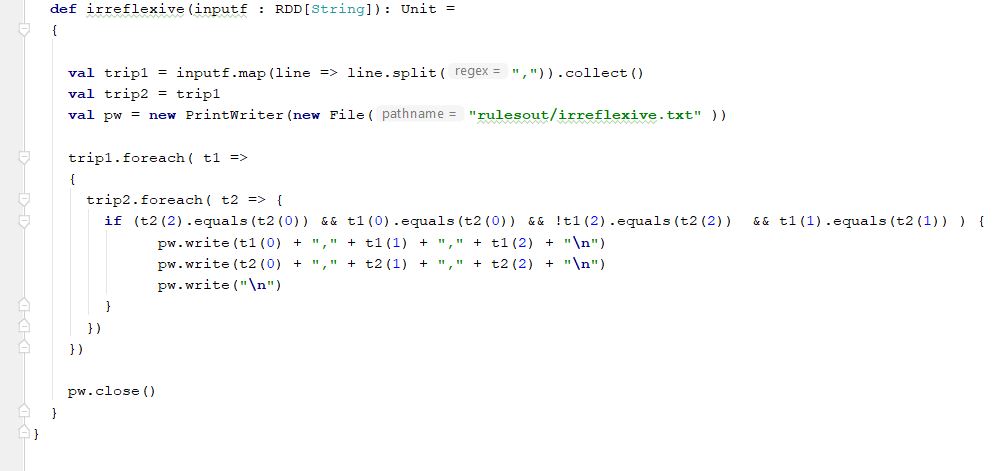 def irreflexive(inputf : RDD[String]): Unit =
{
val trip1 = inputf.map(line => line.split( regex = ",")).collect()
val trip2 = trip1
val pw = new PrintWriter(new File( pathname = "rulesout/irreflexive.txt" ))
trip1.foreach( t1 =>
{
trip2.foreach( t2 => {
if (t2(2).equals(t2(0)) && t1(0).equals(t2(0)) && !t1(2).equals(t2(2))  && t1(1).equals(t2(1)) ) {
pw.write(t1(0) + "," + t1(1) + "," + t1(2) + "\n")
pw.write(t2(0) + "," + t2(1) + "," + t2(2) + "\n")
pw.write("\n")
}
})
})
pw.close()
}
}